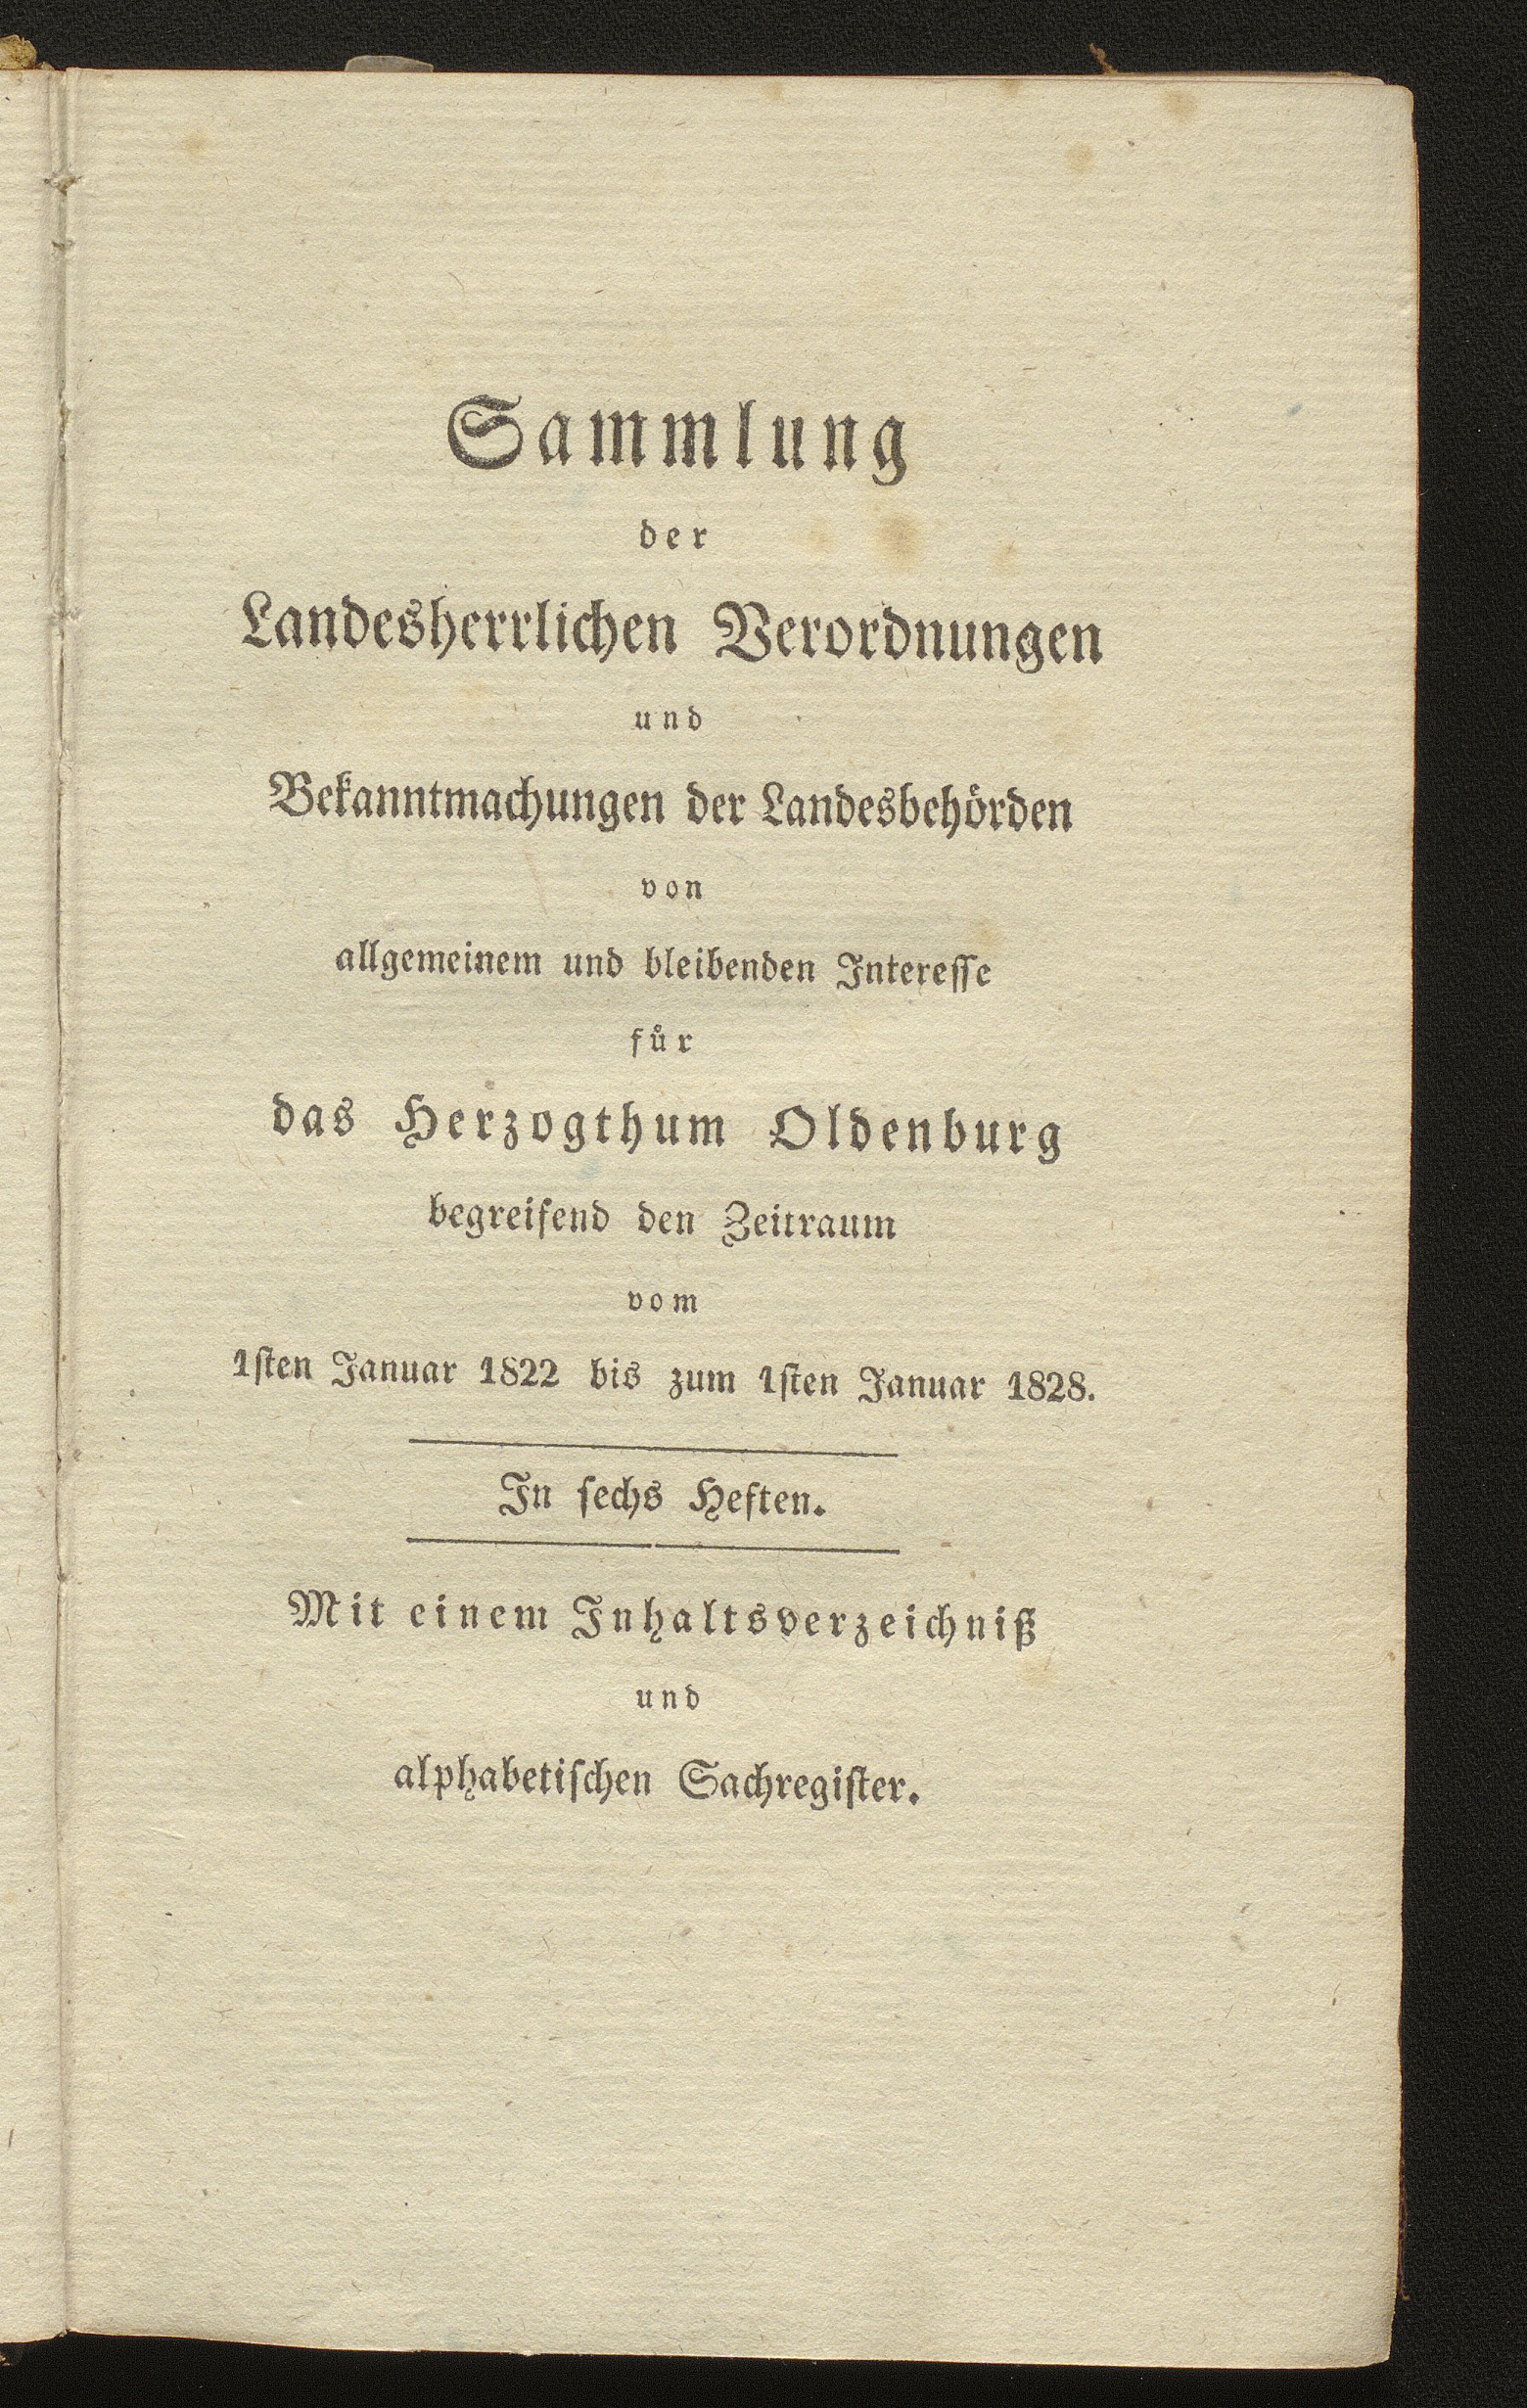 Sammlung
der
Landesherrlichen Verordnungen
und
Bekanntmachungen der Landesbehörden
von
allgemeinem und bleibenden Interesse
für
das Herzogthum Oldenburg
begreifend den Zeitraum
vom
1sten Januar 1822 bis zum 1sten Januar 1828.
In sechs Heften.
Mit einem Inhaltsverzeichniß
und
alphabetischen Sachregister.